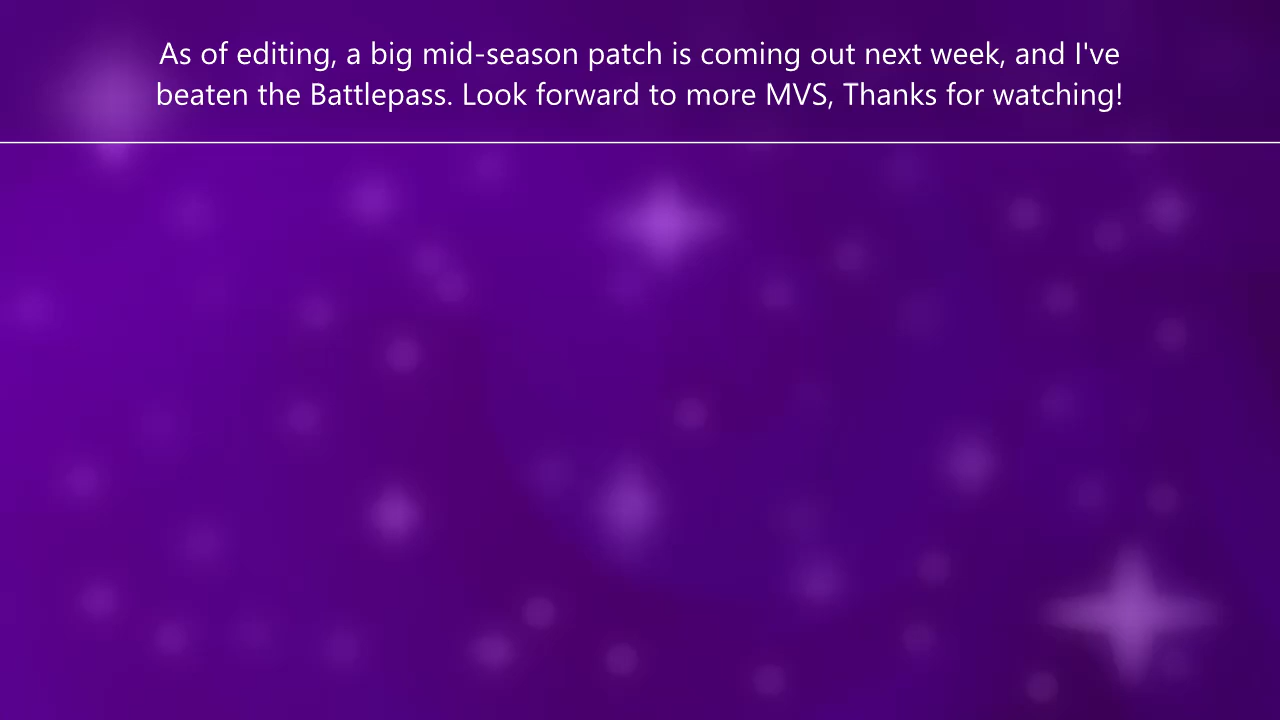 As of editing, a big mid-season patch is coming out next week, and I've
beaten the Battlepass. Look forward to more MVS, Thanks for watching!